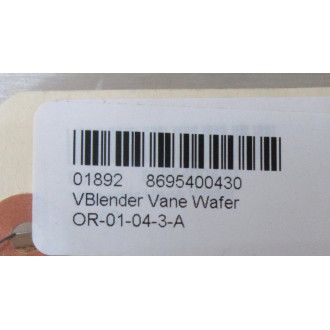 01892 8695400430
VBlender Vane Wafer
OR-01-04-3-A